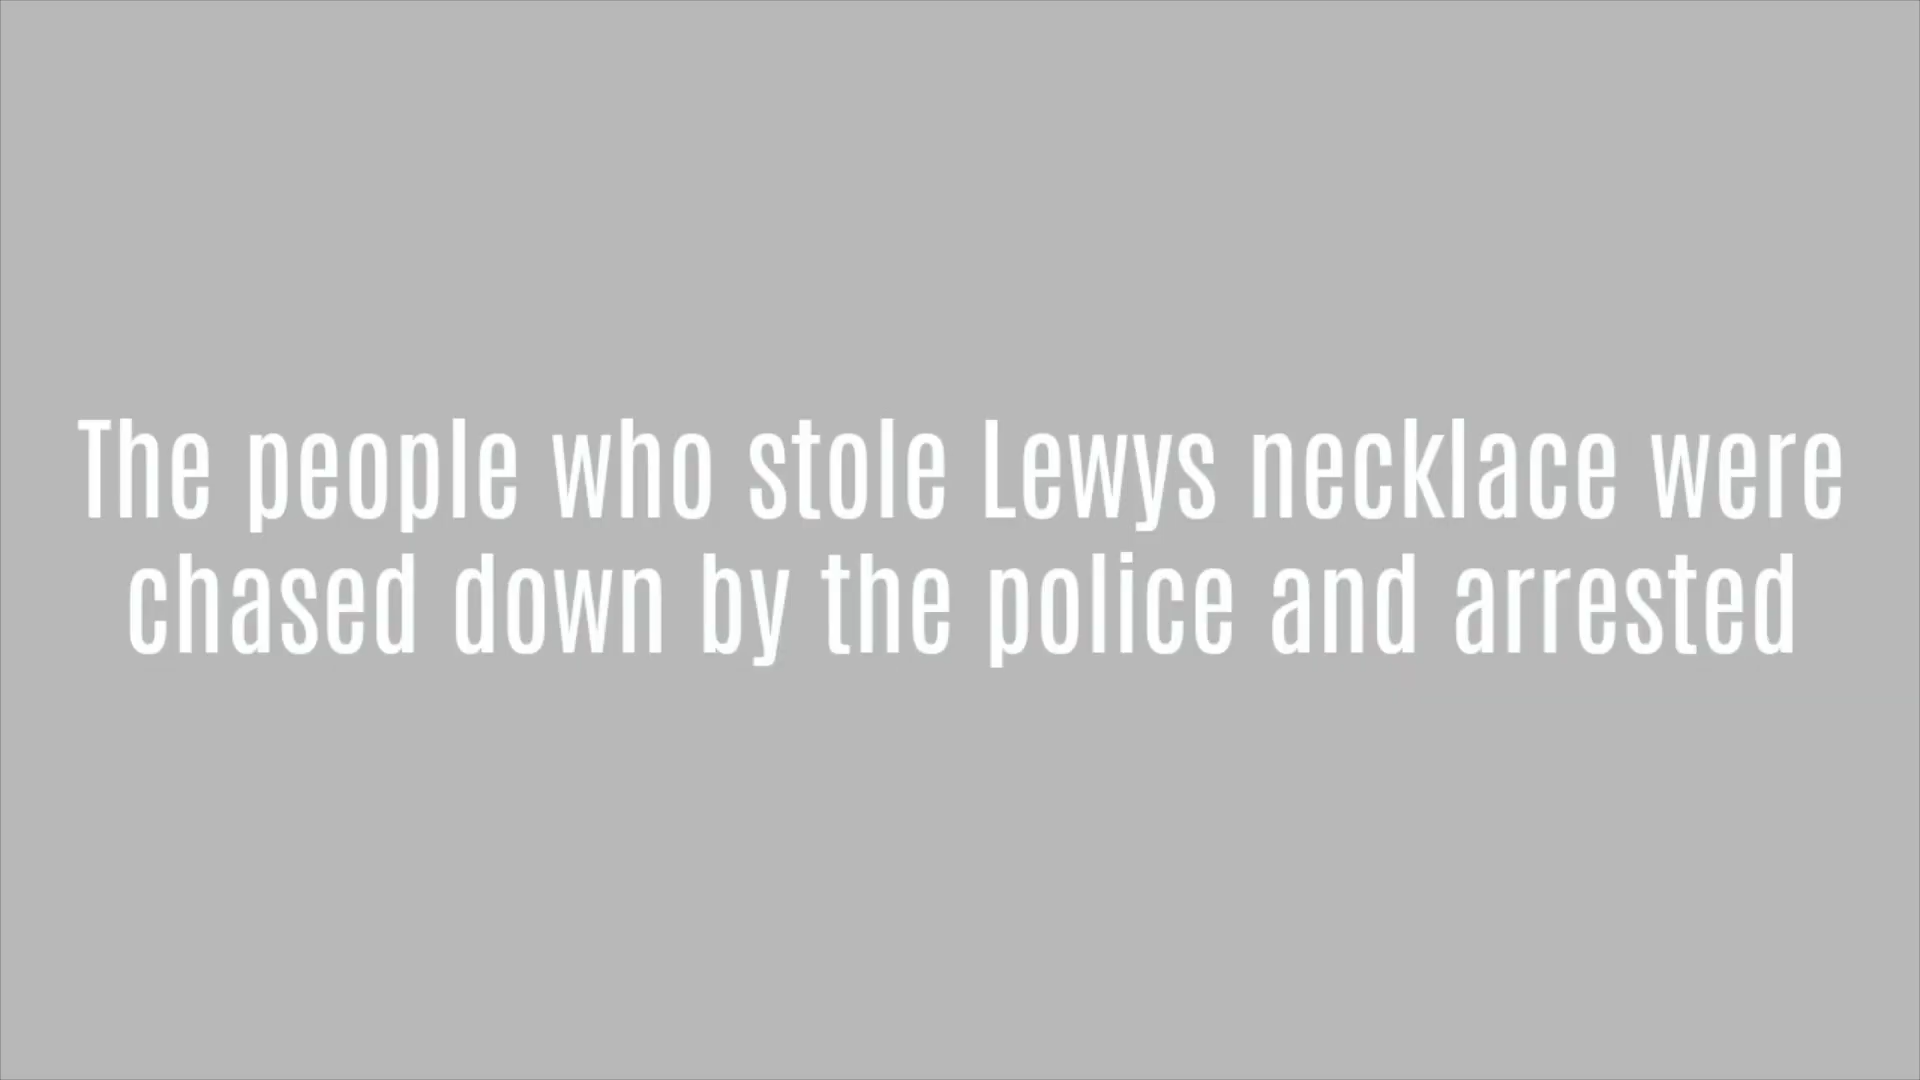 The people who stole Lewys necklace were
chased down by the police and arrested